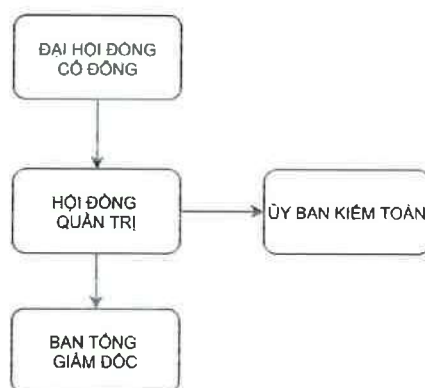 ĐẠI HỘI ĐỒNG
CỔ ĐÔNG
HỘI ĐỒNG
QUẢN TRỊ
ỦY BAN KIỂM TOÁN
BAN TỔNG
GIÁM ĐỐC